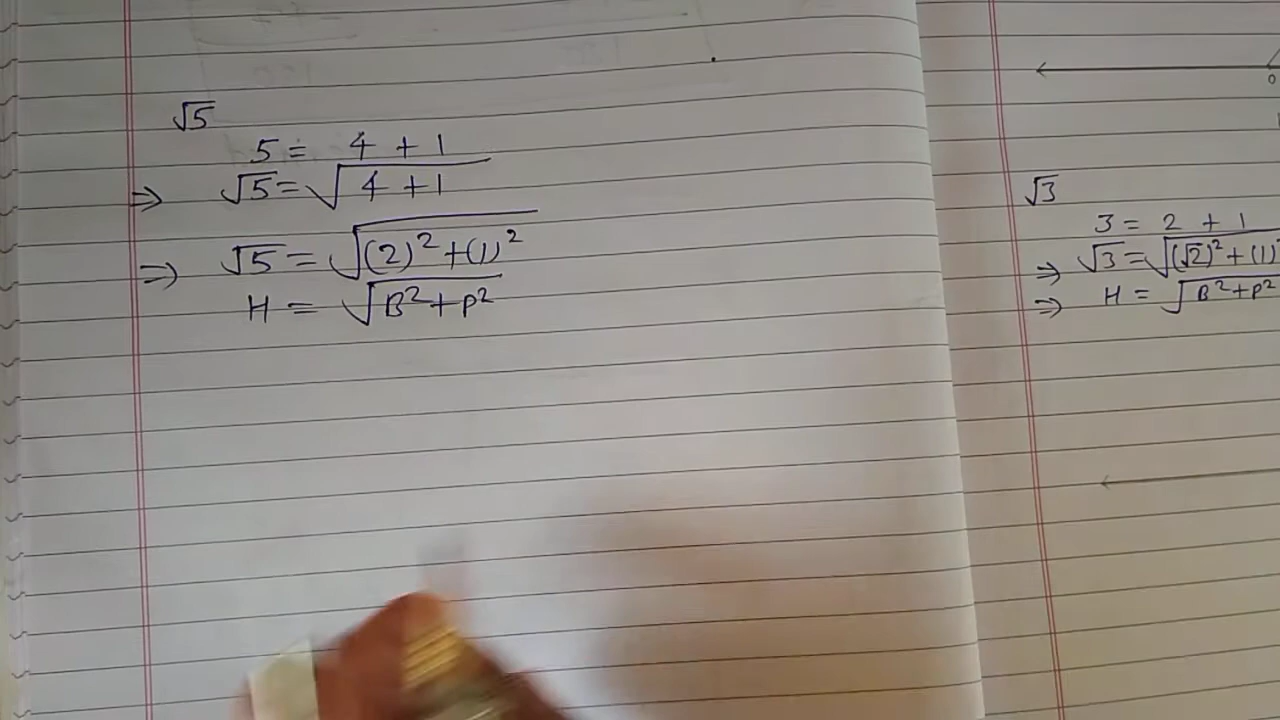 √5
5 = 4 + 1
⇒ √5 = √4 + 1
⇒ √5 = √(2)² + (1)²
H = √B² + P²
0
√3
3 = 2 + 1
⇒ √3 = √(√2)² + (1)²
⇒ H = √B² + P²